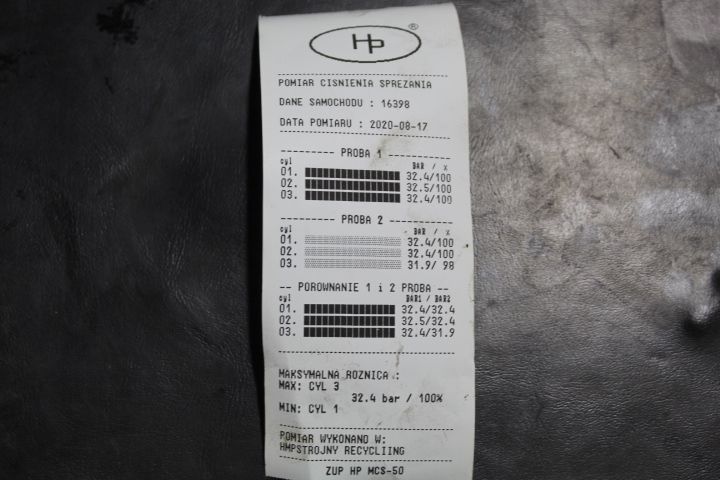 Hp ®
POMIAR CISNIENIA SPREZANIA
DANE SAMOCHODU : 16398
DATA POMIARU : 2020-08-17
PROBA 1
cyl BAR / %
01. 32.4/100
02. 32.5/100
03. 32.4/100
PROBA 2
cyl BAR / %
01. 32.4/100
02. 32.4/100
03. 31.9/ 98
-- POROWNANIE 1 i 2 PROBA --
cyl BAR1 / BAR2
01. 32.4/32.4
02. 32.5/32.4
03. 32.4/31.9
MAKSYMALNA ROZNICA :
MAX: CYL 3
32.4 bar / 100%
MIN: CYL 1
POMIAR WYKONANO W:
HMPSTROJNY RECYCLIING
ZUP HP MCS-50